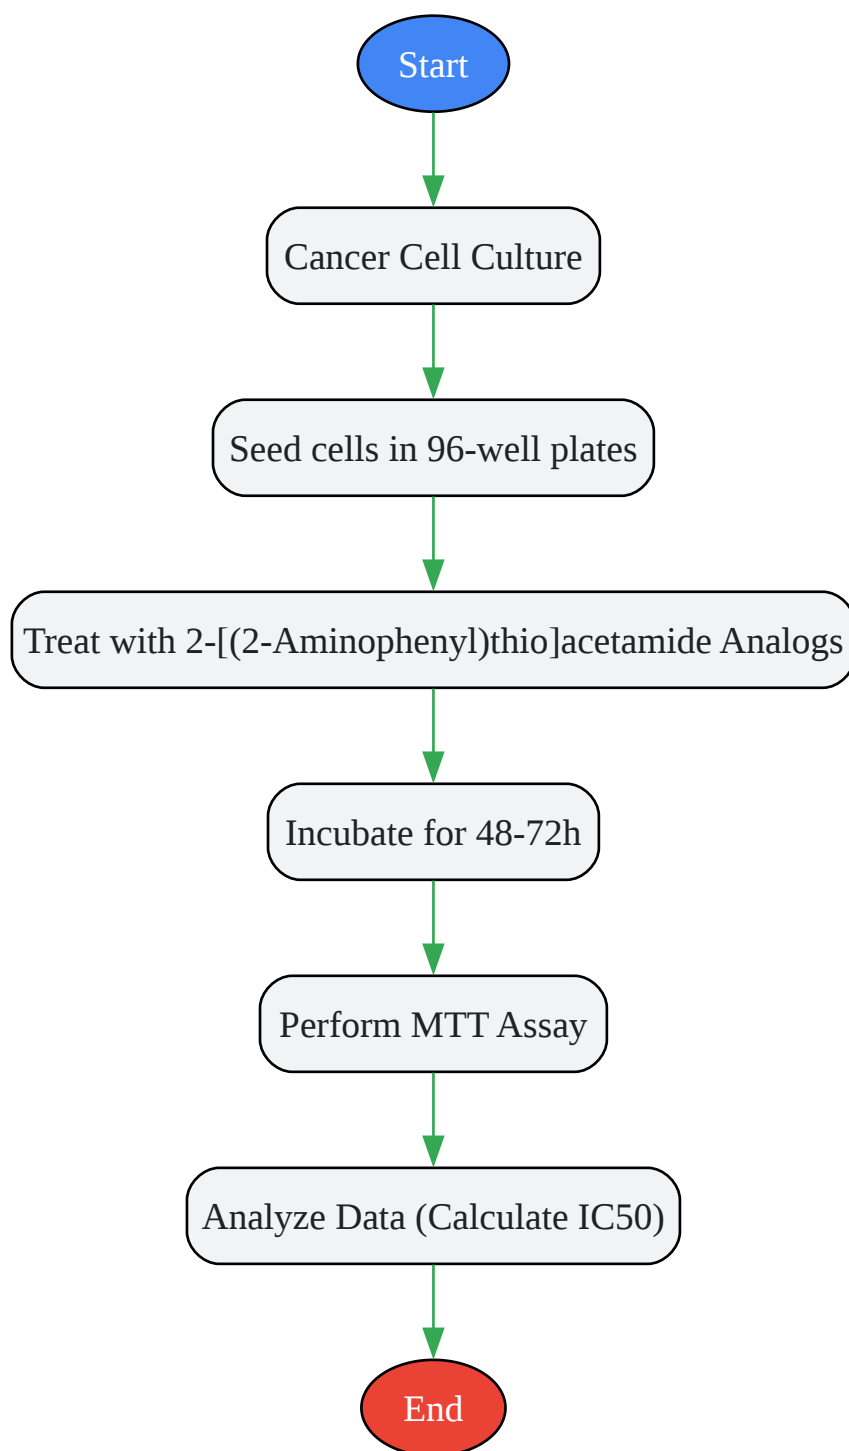 Start
Cancer Cell Culture
Seed cells in 96-well plates
Treat with 2-[(2-Aminophenyl)thio]acetamide Analogs
Incubate for 48-72h
Perform MTT Assay
Analyze Data (Calculate IC50)
End